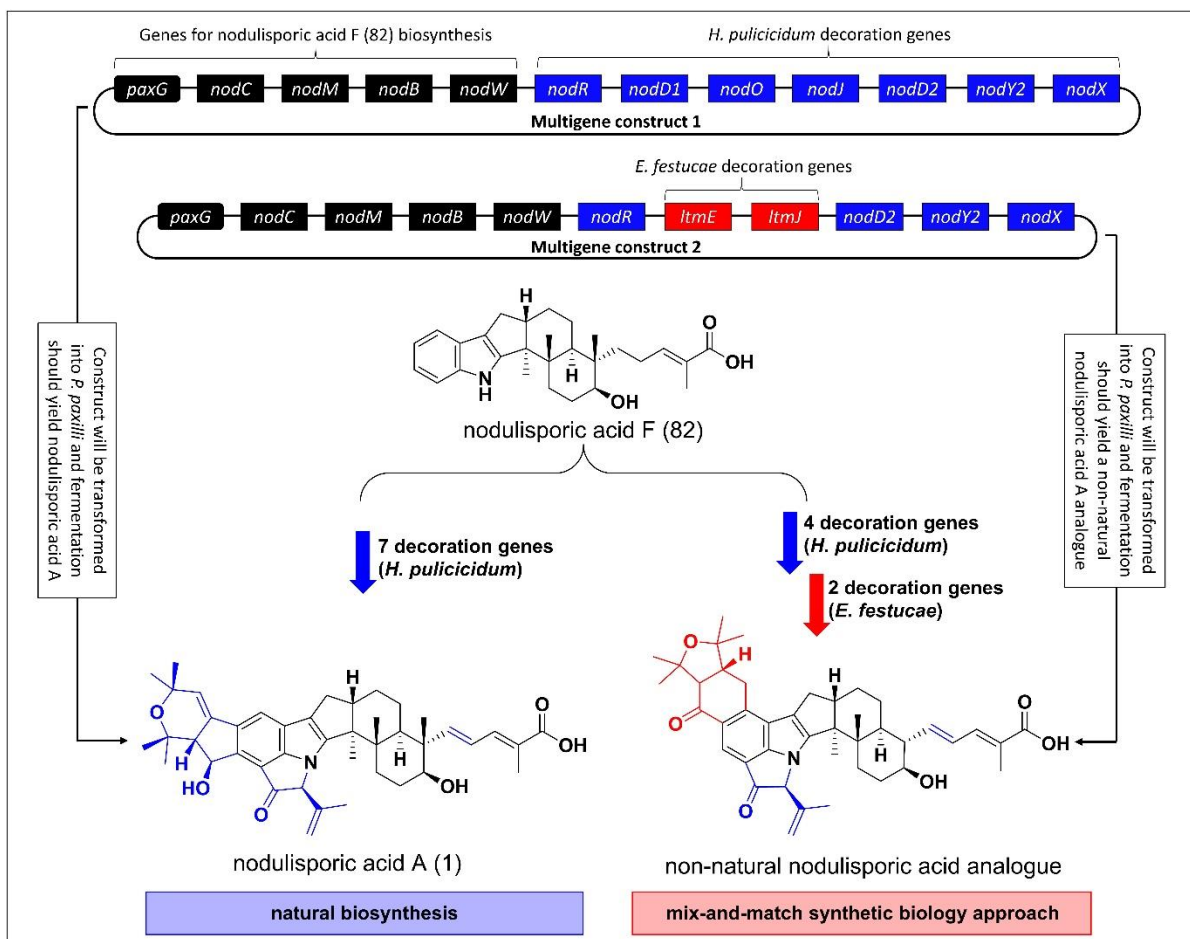 Genes for nodulisporic acid F (82) biosynthesis
H. pulicicidum decoration genes
paxG nodC nodM nodB nodW nodR nodD1 nodO nodJ nodD2 nodY2 nodX
Multigene construct 1
E. festucae decoration genes
paxG nodC nodM nodB nodW nodR ltmE ltmJ nodD2 nodY2 nodX
Multigene construct 2
Construct will be transformed
into P. paxilli and fermentation
should yield nodulisporic acid A
H
O
OH
N
H
H
OH
nodulisporic acid F (82)
Construct will be transformed
into P. paxilli and fermentation
should yield a non-natural
nodulisporic acid A analogue
7 decoration genes
(H. pulicicidum)
4 decoration genes
(H. pulicicidum)
2 decoration genes
(E. festucae)
O
H
HO
O
N
H
H
OH
O
OH
nodulisporic acid A (1)
O
H
O
O
N
H
H
OH
O
OH
non-natural nodulisporic acid analogue
natural biosynthesis
mix-and-match synthetic biology approach